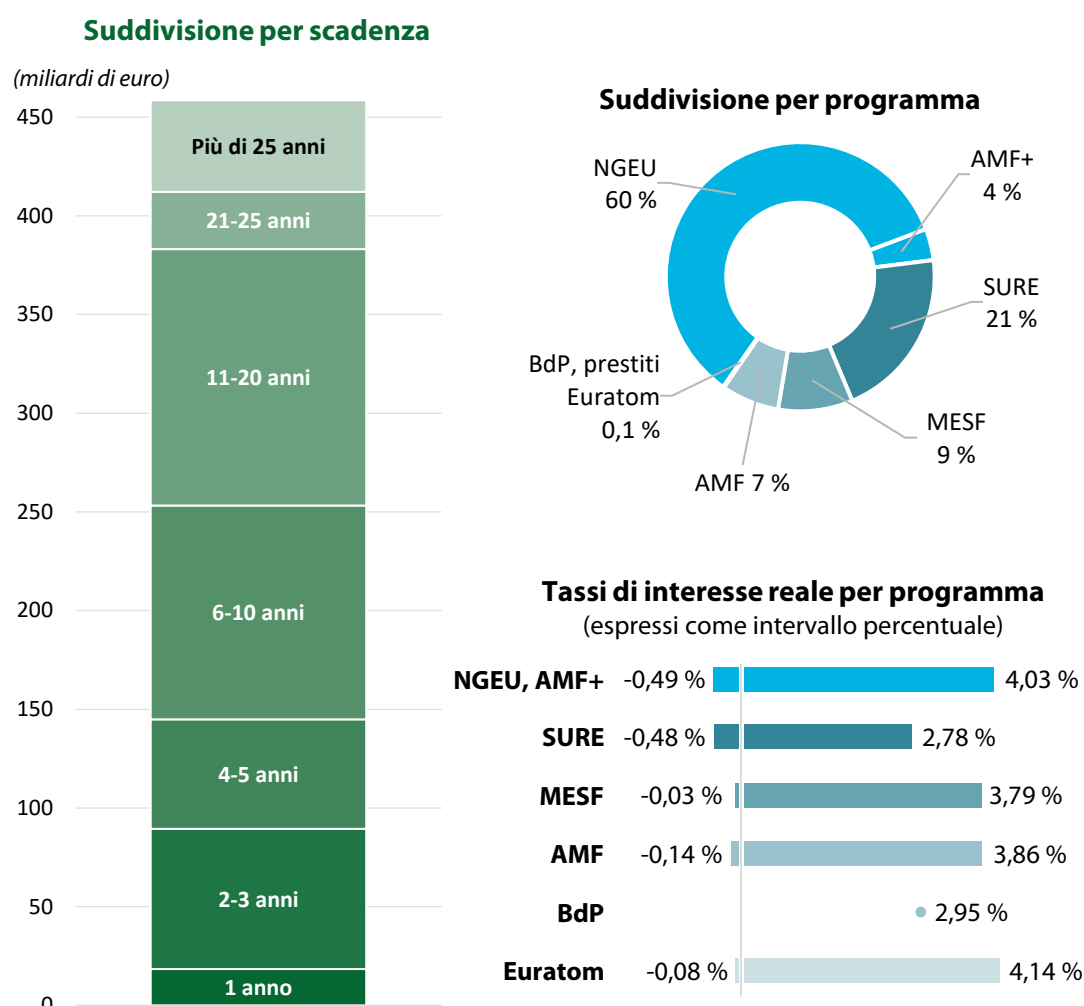 Suddivisione per scadenza
(miliardi di euro)
450
400
350
300
250
200
150
100
50
0
Più di 25 anni
21-25 anni
11-20 anni
6-10 anni
4-5 anni
2-3 anni
1 anno
Suddivisione per programma
NGEU
60 %
AMF+
4 %
SURE
21 %
MESF
9 %
AMF 7 %
BdP, prestiti
Euratom
0,1 %
Tassi di interesse reale per programma
(espressi come intervallo percentuale)
NGEU, AMF+ -0,49 % 4,03 %
SURE -0,48 % 2,78 %
MESF -0,03 % 3,79 %
AMF -0,14 % 3,86 %
BdP 2,95 %
Euratom -0,08 % 4,14 %